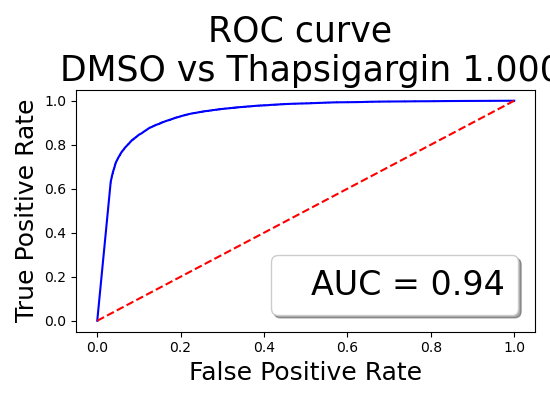 ROC curve
DMSO vs Thapsigargin 1.000
True Positive Rate
1.0
0.8
0.6
0.4
0.2
0.0
AUC = 0.94
0.0 0.2 0.4 0.6 0.8 1.0
False Positive Rate